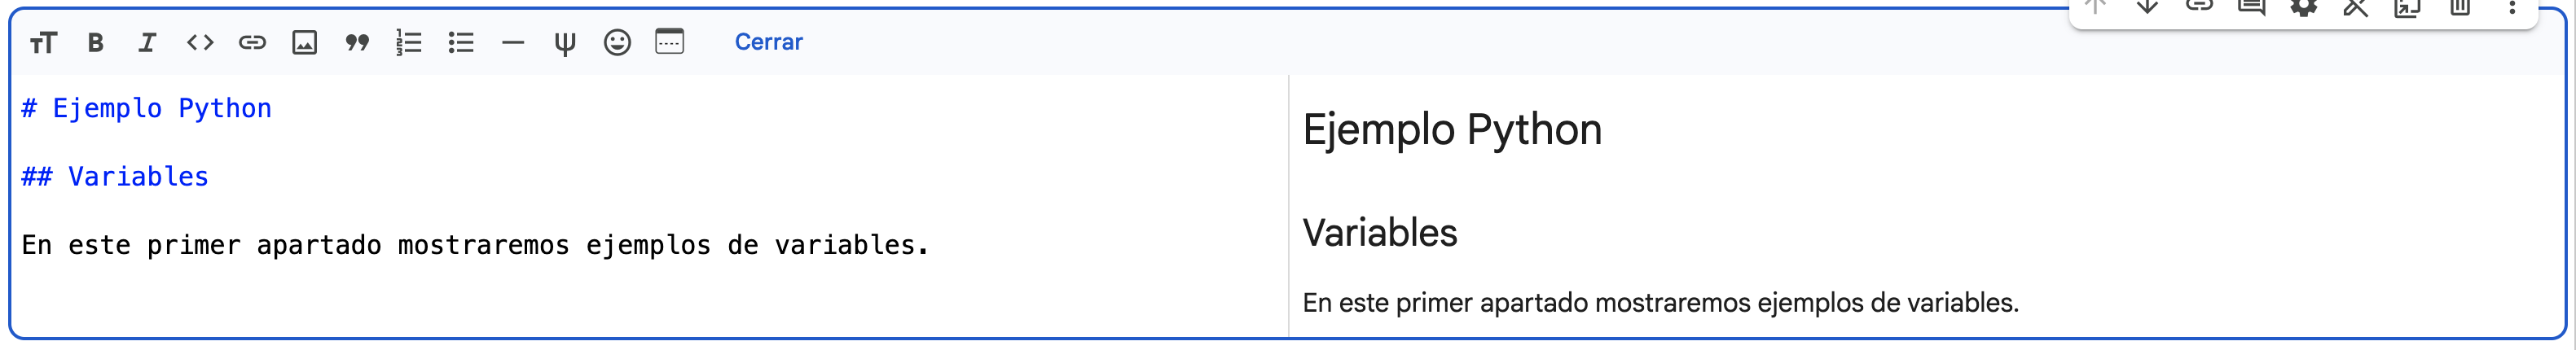 Cerrar
# Ejemplo Python
## Variables
En este primer apartado mostraremos ejemplos de variables.
Ejemplo Python
Variables
En este primer apartado mostraremos ejemplos de variables.